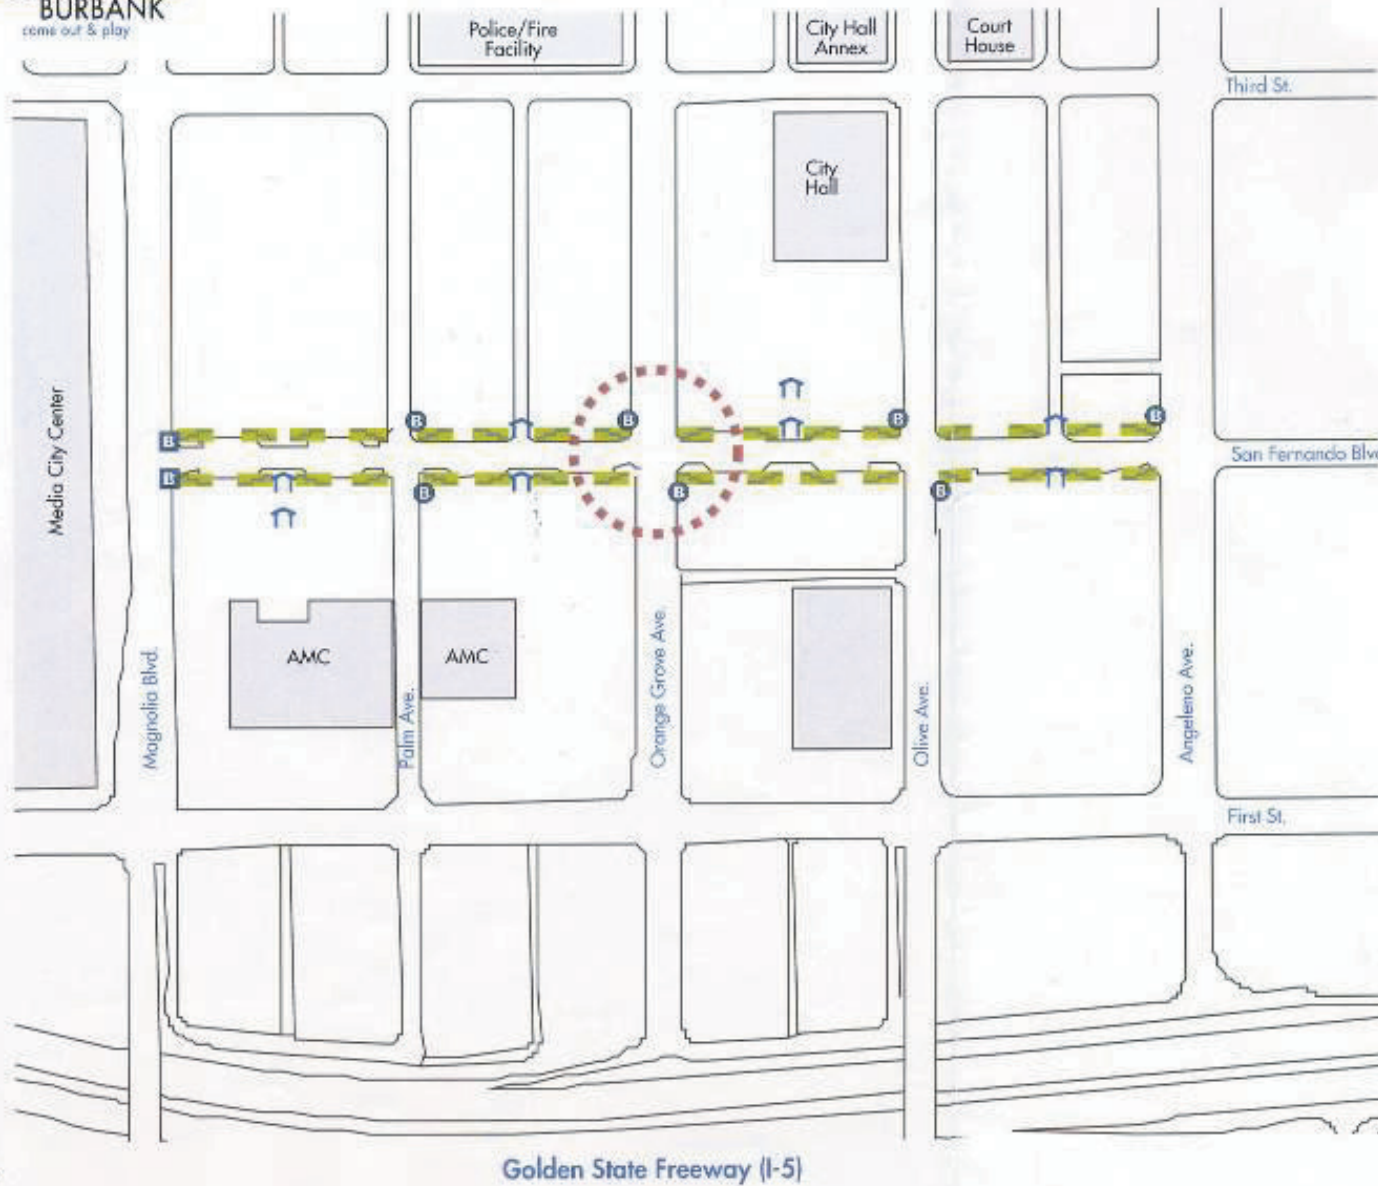 BURBANK
come out & play
Police/Fire
Facility
City Hall
Annex
Court
House
Third St.
City
Hall
Media City Center
B
B
B
B
B
San Fernando Blv
B
B
B
B
AMC
AMC
Magnolia Blvd.
Palm Ave.
Orange Grove Ave.
Olive Ave.
Angeleno Ave.
First St.
Golden State Freeway (I-5)